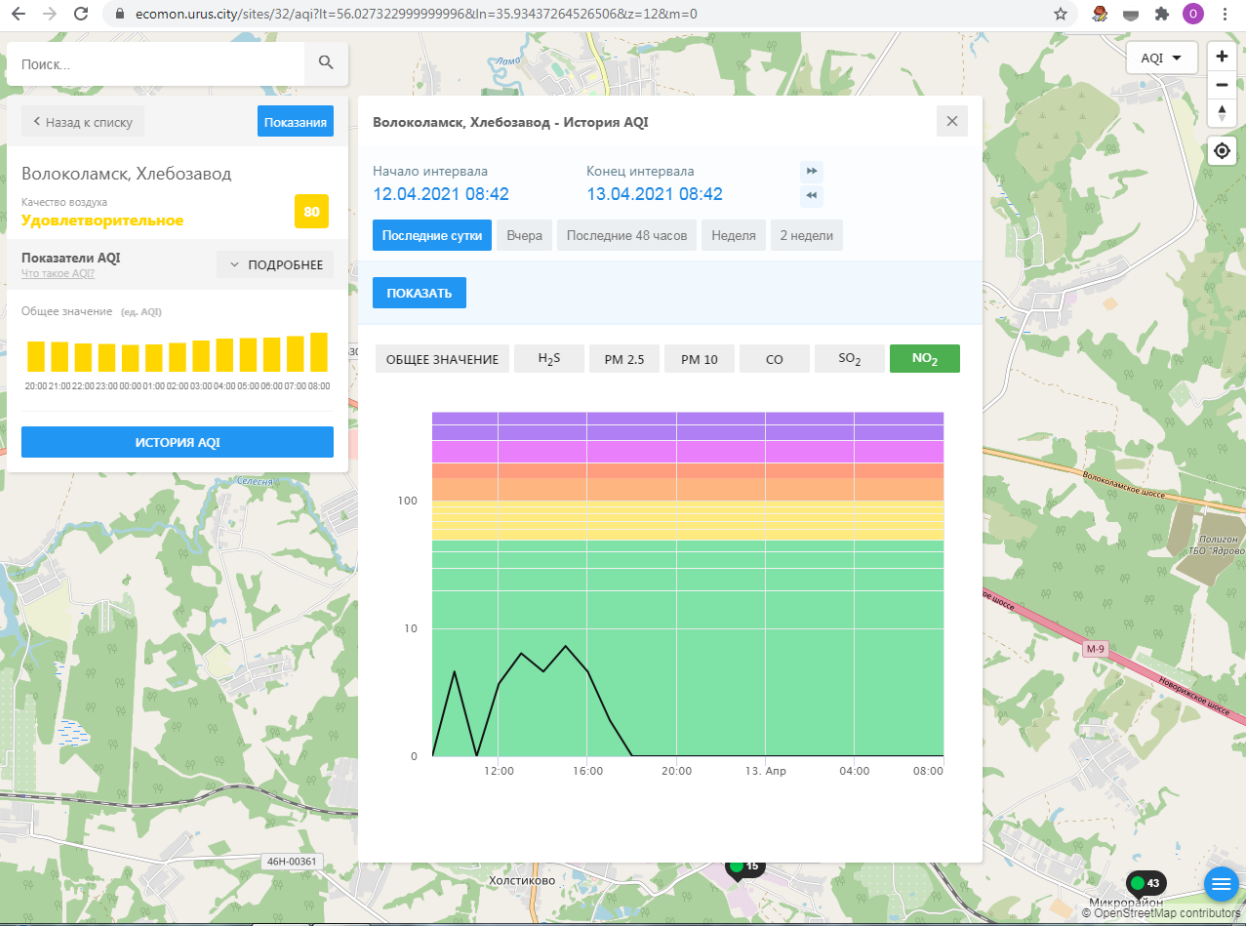 ecomon.urus.city/sites/32/aqi?lt=56.027322999999996&ln=35.93437264526506&z=12&m=0
O
Поиск...
AQI
Лама
Назад к списку
Показания
Волоколамск, Хлебозавод
Качество воздуха
Удовлетворительное
80
Показатели AQI
Что такое AQI?
ПОДРОБНЕЕ
Общее значение (ед. AQI)
20:00 21:00 22:00 23:00 00:00 01:00 02:00 03:00 04:00 05:00 06:00 07:00 08:00
ИСТОРИЯ AQI
Волоколамск, Хлебозавод - История AQI
Начало интервала
Конец интервала
12.04.2021 08:42
13.04.2021 08:42
Последние сутки
Вчера
Последние 48 часов
Неделя
2 недели
ПОКАЗАТЬ
ОБЩЕЕ ЗНАЧЕНИЕ
H2S
PM 2.5
PM 10
CO
SO2
NO2
100
10
0
12:00 16:00 20:00 13. Апр 04:00 08:00
Селесня
Волоколамское шоссе
Полигон
ТБО "Ядрово
ое шоссе
М-9
Новорижское шоссе
46Н-00361
Холстиково
15
43
Микрорайон
© OpenStreetMap contributors